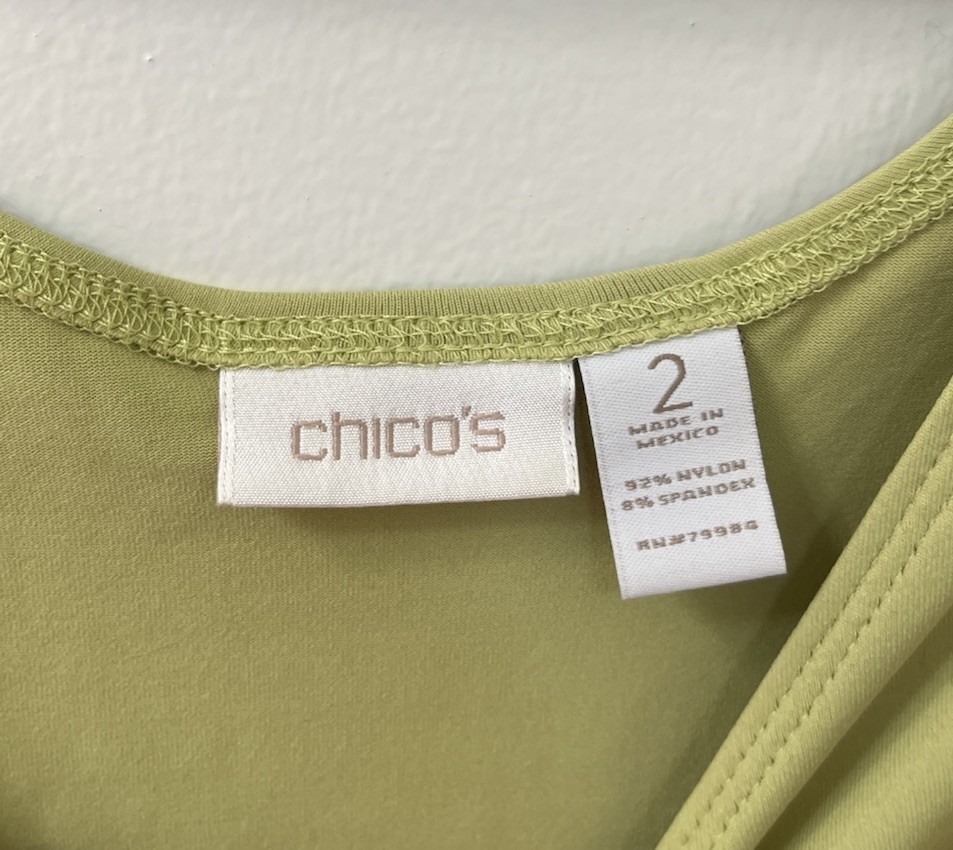 chico's
2
MADE IN
MEXICO
92% NYLON
8% SPANDEX
RN#79984